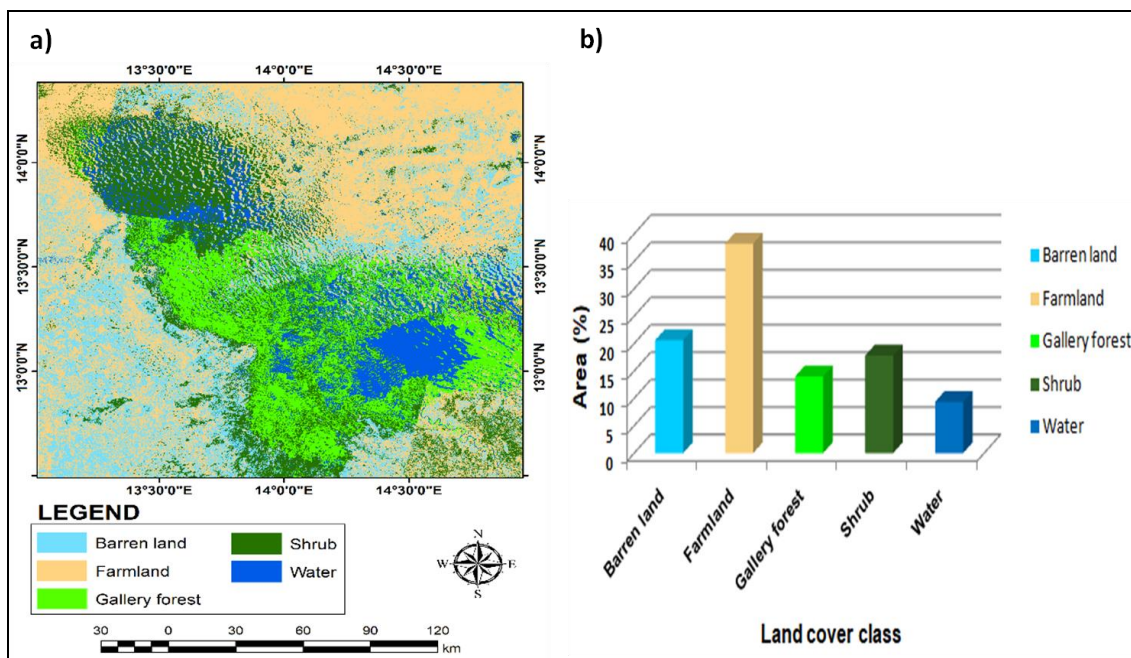 a)
13°30'0"E 14°0'0"E 14°30'0"E
14°0'0"N 14°0'0"N
13°30'0"N 13°30'0"N
13°0'0"N 13°0'0"N
13°30'0"E 14°0'0"E 14°30'0"E
LEGEND
Barren land
Farmland
Gallery forest
Shrub
Water
N
W E
S
30 0 30 60 90 120
km
b)
Area (%)
40
35
30
25
20
15
10
5
0
Barren land
Farmland
Gallery forest
Shrub
Water
Land cover class
Barren land
Farmland
Gallery forest
Shrub
Water